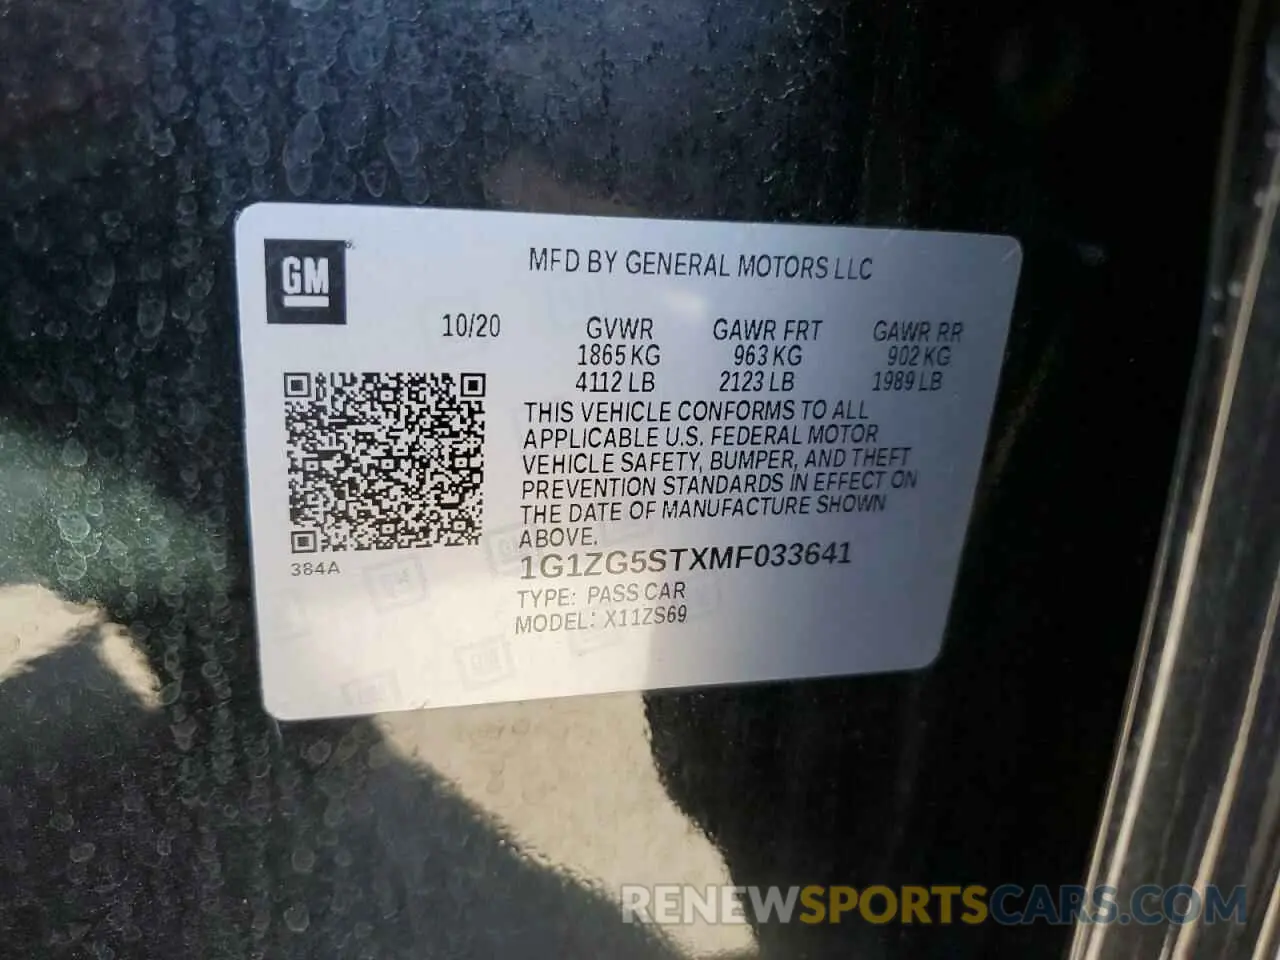 GM
MFD BY GENERAL MOTORS LLC
10/20 GVWR GAWR FRT GAWR RR
1865 KG 963 KG 902 KG
4112 LB 2123 LB 1989 LB
THIS VEHICLE CONFORMS TO ALL
APPLICABLE U.S. FEDERAL MOTOR
VEHICLE SAFETY, BUMPER, AND THEFT
PREVENTION STANDARDS IN EFFECT ON
THE DATE OF MANUFACTURE SHOWN
ABOVE.
384A
1G1ZG5STXMF033641
TYPE: PASS CAR
MODEL: X11ZS69
GM
RENEWSPORTSCARS.COM